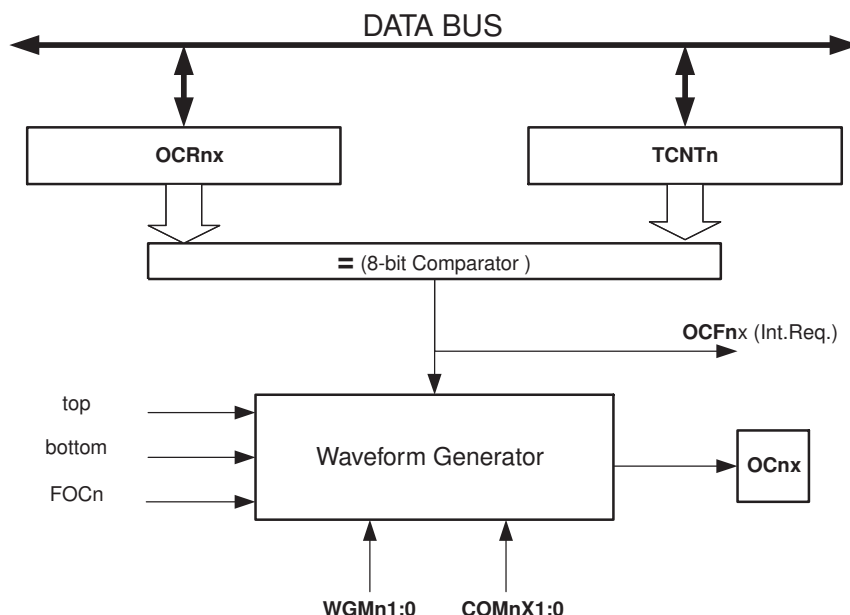 DATA BUS
OCRnx
TCNTn
= (8-bit Comparator )
OCFnx (Int.Req.)
top
bottom
FOCn
Waveform Generator
OCnx
WGMn1:0
COMnX1:0